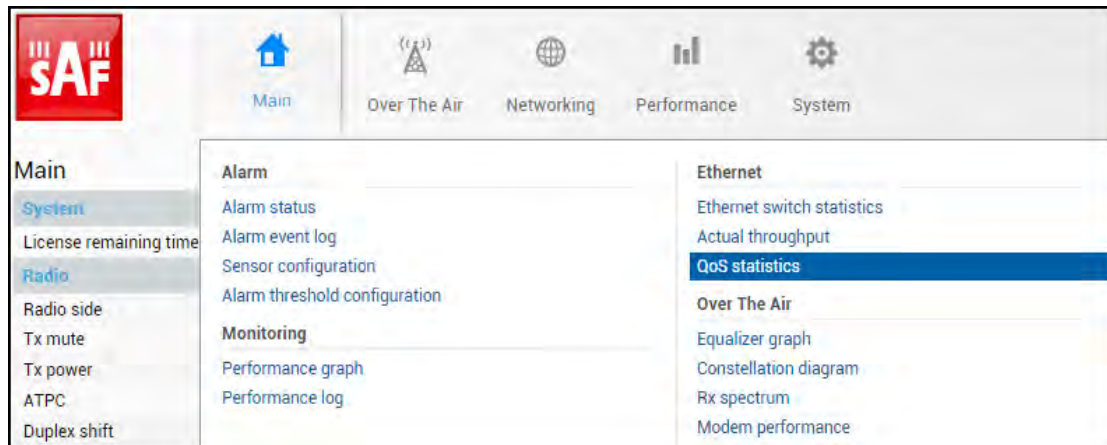 SAF
Main
Over The Air
Networking
Performance
System
Main
System
License remaining time
Radio
Radio side
Tx mute
Tx power
ATPC
Duplex shift
Alarm
Alarm status
Alarm event log
Sensor configuration
Alarm threshold configuration
Monitoring
Performance graph
Performance log
Ethernet
Ethernet switch statistics
Actual throughput
QoS statistics
Over The Air
Equalizer graph
Constellation diagram
Rx spectrum
Modem performance